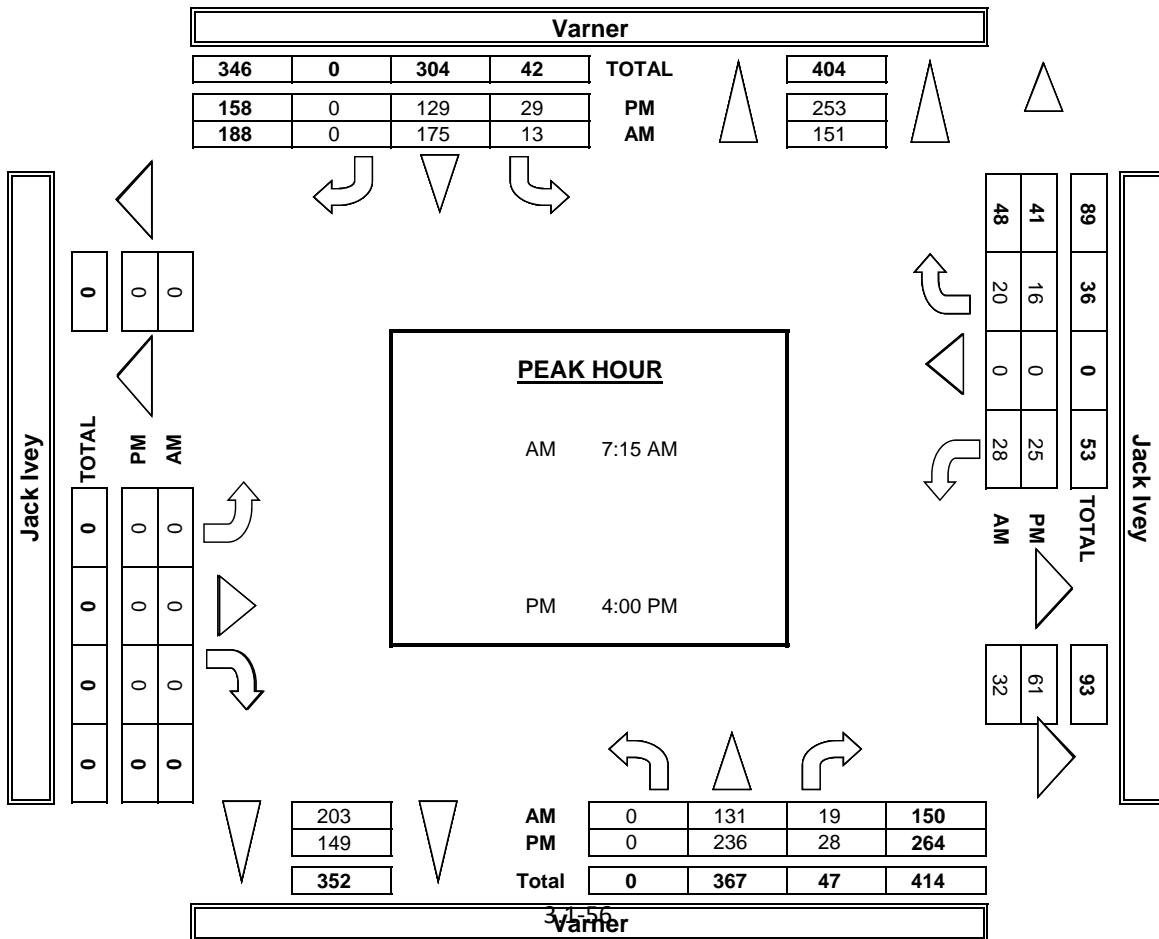 Varner
346 0 304 42 TOTAL 404
158 0 129 29 PM 253
188 0 175 13 AM 151
Jack Ivey
0 0 0
TOTAL PM AM
0 0 0
0 0 0
0 0 0
0 0 0
PEAK HOUR
AM 7:15 AM
PM 4:00 PM
48 41 89
20 16 36
0 0 0
28 25 53
AM PM TOTAL
32 61 93
Jack Ivey
203 AM 0 131 19 150
149 PM 0 236 28 264
352 Total 0 367 47 414
3.1-56
Varner